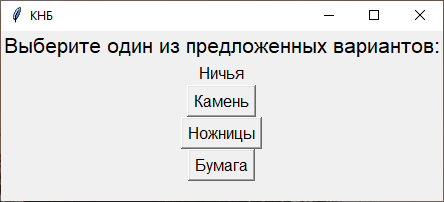 КНБ
Выберите один из предложенных вариантов:
Ничья
Камень
Ножницы
Бумага